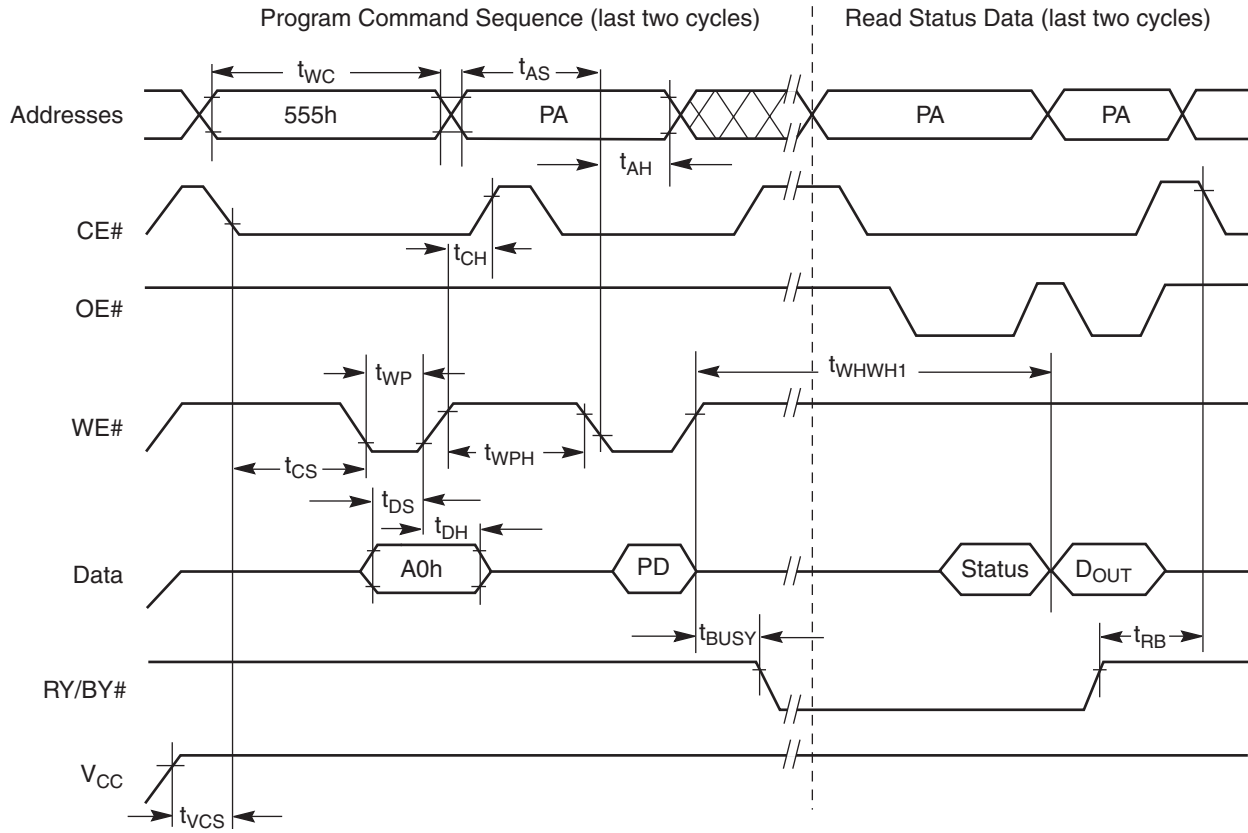 Program Command Sequence (last two cycles)
Read Status Data (last two cycles)
tWC
tAS
Addresses
555h
PA
PA
PA
tAH
CE#
tCH
OE#
tWHWH1
tWP
WE#
tCS
tWPH
tDS
tDH
Data
A0h
PD
Status
DOUT
tBUSY
tRB
RY/BY#
VCC
tVCS